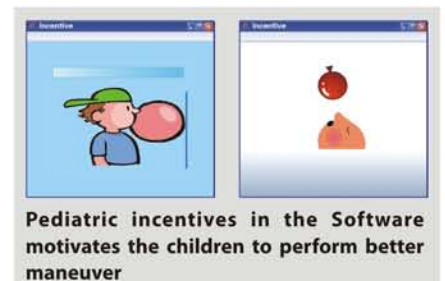 Incentive
Incentive
Pediatric incentives in the Software
motivates the children to perform better
maneuver